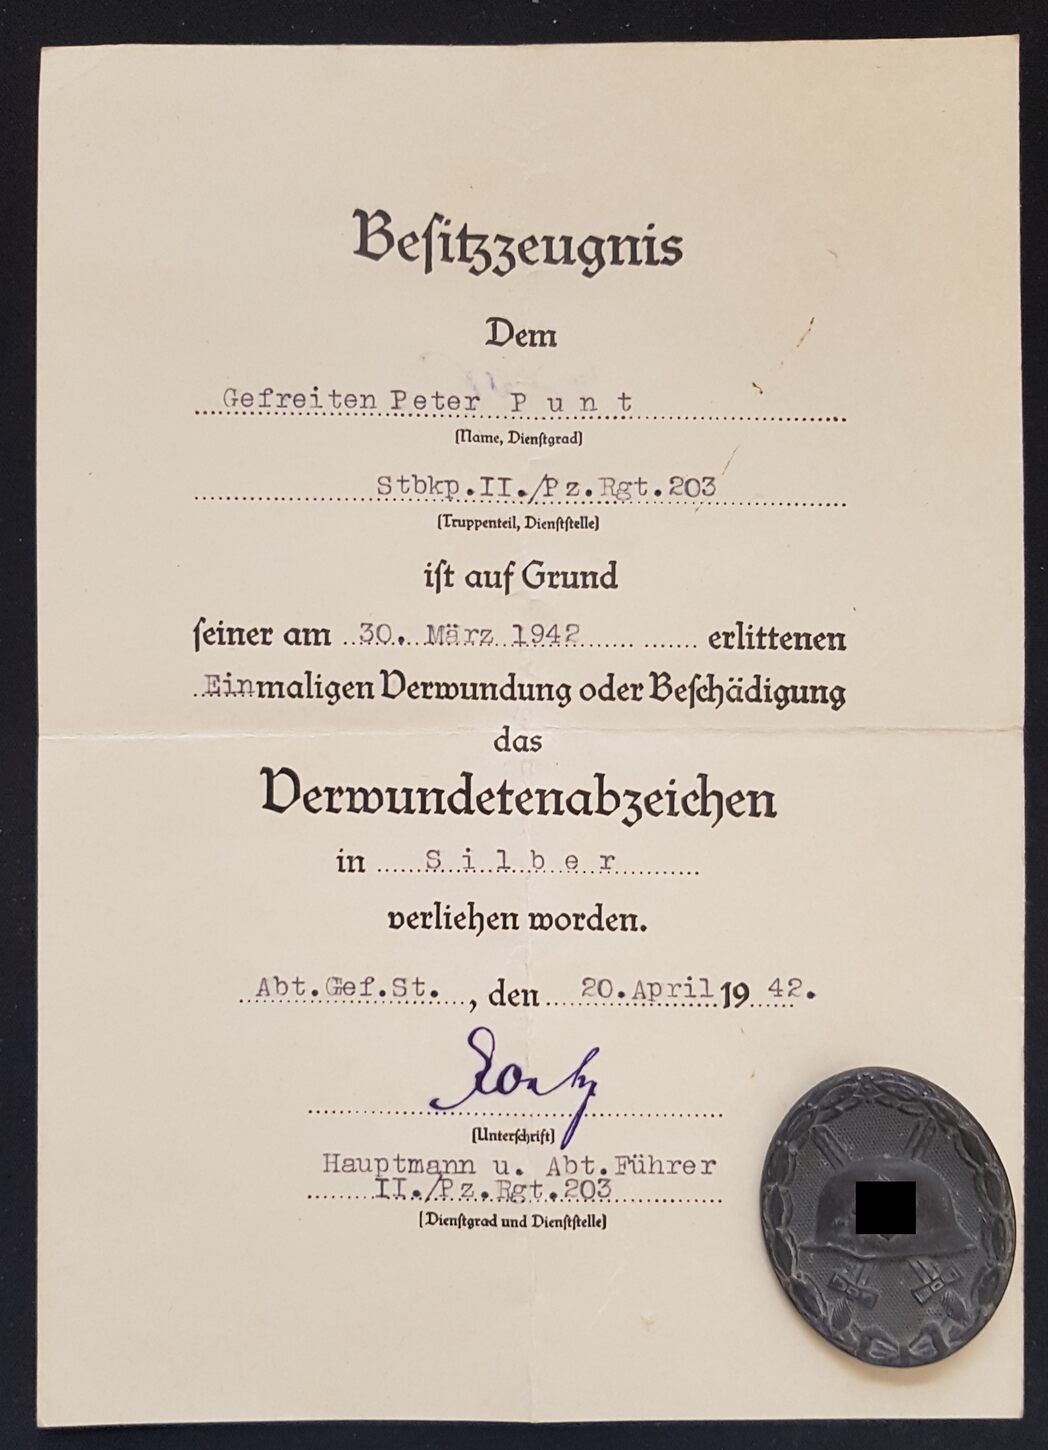 Besitzzeugnis
Dem
Gefreiten Peter P u n t
(Name, Dienstgrad)
Stbkp.II./Pz.Rgt.203
(Truppenteil, Dienststelle)
ist auf Grund
seiner am 30. März 1942 erlittenen
Einmaligen Verwundung oder Beschädigung
das
Verwundetenabzeichen
in S i l b e r
verliehen worden.
Abt.Gef.St. , den 20.April 19 42.
(Unterschrift)
Hauptmann u. Abt.Führer
II./Pz.Rgt.203
(Dienstgrad und Dienststelle)